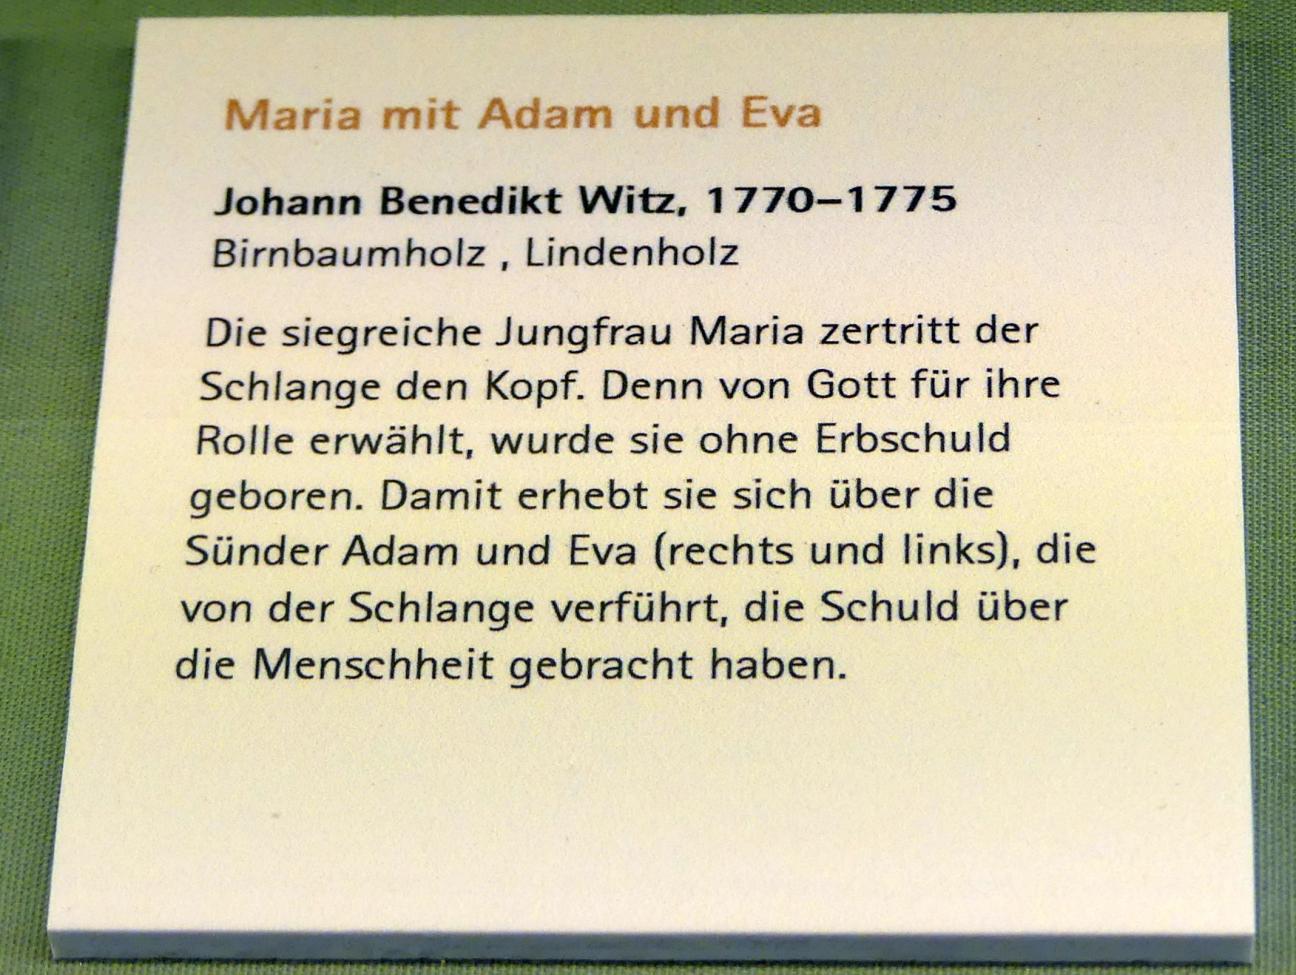 Maria mit Adam und Eva
Johann Benedikt Witz, 1770–1775
Birnbaumholz , Lindenholz
Die siegreiche Jungfrau Maria zertritt der
Schlange den Kopf. Denn von Gott für ihre
Rolle erwählt, wurde sie ohne Erbschuld
geboren. Damit erhebt sie sich über die
Sünder Adam und Eva (rechts und links), die
von der Schlange verführt, die Schuld über
die Menschheit gebracht haben.